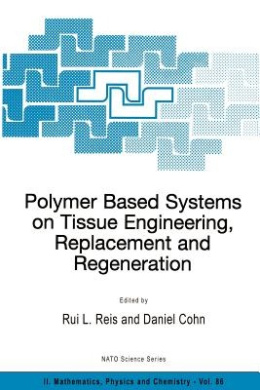 Polymer Based Systems
on Tissue Engineering,
Replacement and
Regeneration
Edited by
Rui L. Reis and Daniel Cohn
NATO Science Series
II. Mathematics, Physics and Chemistry - Vol. 86